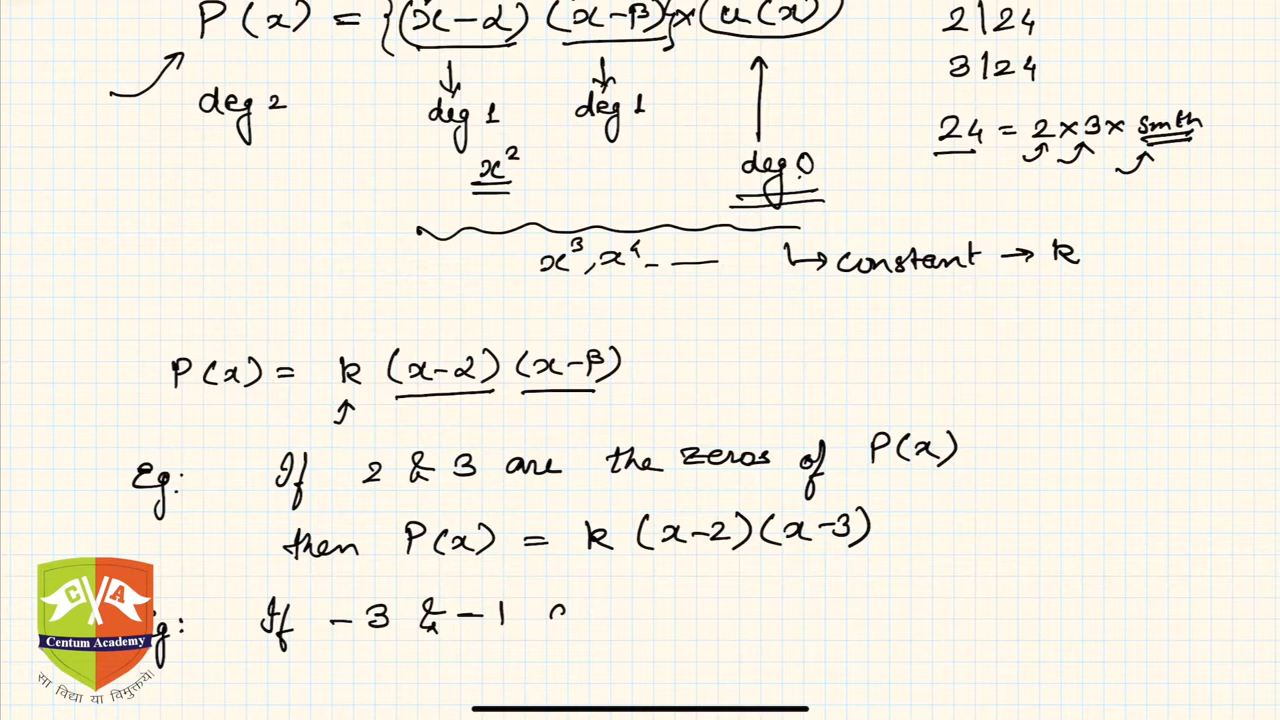 P(x) = {(x-α) (x-β)} × (u(x)) 2|24
3|24
deg 2 deg 1 deg 1 24 = 2×3× smth
x² deg 0
x³, x⁴ - — → constant → k
P(x) = k (x-α) (x-β)
Eg: If 2 & 3 are the zeros of P(x)
then P(x) = k (x-2)(x-3)
g: If -3 & -1
C A
Centum Academy
सा विद्या या विमुक्तये।